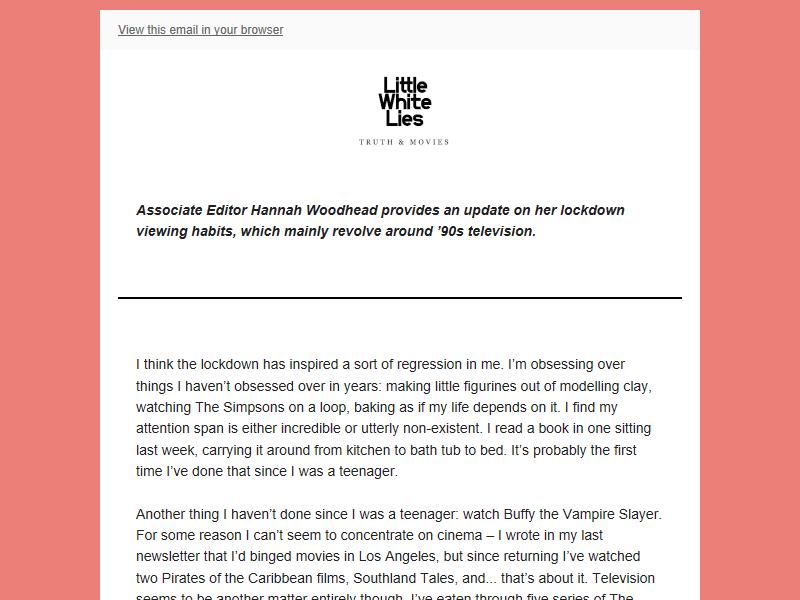 View this email in your browser
Little
White
Lies
TRUTH & MOVIES
Associate Editor Hannah Woodhead provides an update on her lockdown
viewing habits, which mainly revolve around ’90s television.
I think the lockdown has inspired a sort of regression in me. I’m obsessing over
things I haven’t obsessed over in years: making little figurines out of modelling clay,
watching The Simpsons on a loop, baking as if my life depends on it. I find my
attention span is either incredible or utterly non-existent. I read a book in one sitting
last week, carrying it around from kitchen to bath tub to bed. It’s probably the first
time I’ve done that since I was a teenager.
Another thing I haven’t done since I was a teenager: watch Buffy the Vampire Slayer.
For some reason I can’t seem to concentrate on cinema – I wrote in my last
newsletter that I’d binged movies in Los Angeles, but since returning I’ve watched
two Pirates of the Caribbean films, Southland Tales, and... that’s about it. Television
seems to be another matter entirely though. I’ve eaten through five series of The